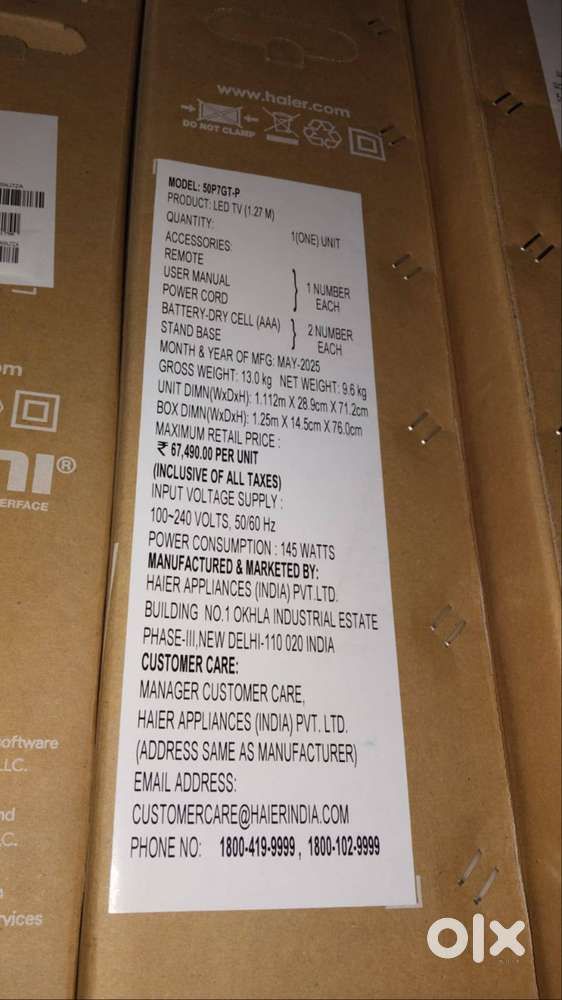 www.haier.com
DO NOT CLAMP
MODEL: 50P7GT-P
PRODUCT: LED TV (1.27 M)
QUANTITY: 1(ONE) UNIT
ACCESSORIES:
REMOTE
USER MANUAL
POWER CORD
} 1 NUMBER EACH
BATTERY-DRY CELL (AAA)
STAND BASE
} 2 NUMBER EACH
MONTH & YEAR OF MFG: MAY-2025
GROSS WEIGHT: 13.0 kg NET WEIGHT: 9.6 kg
UNIT DIMN(WxDxH): 1.112m X 28.9cm X 71.2cm
BOX DIMN(WxDxH): 1.25m X 14.5cm X 76.0cm
MAXIMUM RETAIL PRICE :
₹ 67,490.00 PER UNIT
(INCLUSIVE OF ALL TAXES)
INPUT VOLTAGE SUPPLY :
100~240 VOLTS, 50/60 Hz
POWER CONSUMPTION : 145 WATTS
MANUFACTURED & MARKETED BY:
HAIER APPLIANCES (INDIA) PVT.LTD.
BUILDING NO.1 OKHLA INDUSTRIAL ESTATE
PHASE-III,NEW DELHI-110 020 INDIA
CUSTOMER CARE:
MANAGER CUSTOMER CARE,
HAIER APPLIANCES (INDIA) PVT. LTD.
(ADDRESS SAME AS MANUFACTURER)
EMAIL ADDRESS:
CUSTOMERCARE@HAIERINDIA.COM
PHONE NO: 1800-419-9999 , 1800-102-9999
om
®
ERFACE
oftware
LLC.
nd
C.
rvices
olx